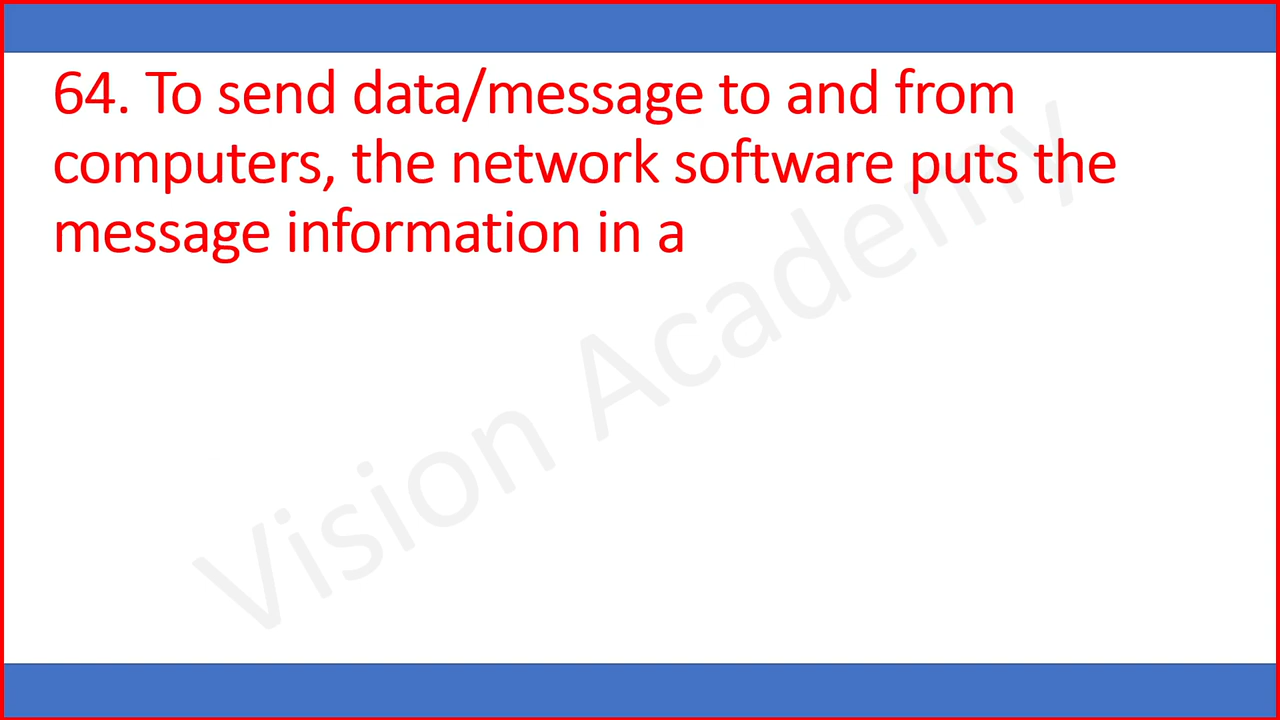 64. To send data/message to and from
computers, the network software puts the
message information in a
Vision Academy